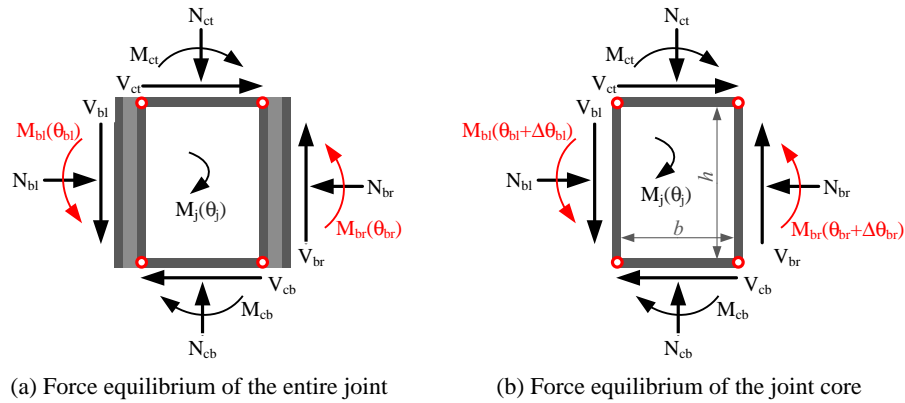 N_ct
M_ct
V_ct
V_bl
M_bl(θ_bl)
N_bl
M_j(θ_j)
N_br
M_br(θ_br)
V_br
V_cb
M_cb
N_cb
(a) Force equilibrium of the entire joint
N_ct
M_ct
V_ct
V_bl
M_bl(θ_bl+Δθ_bl)
N_bl
M_j(θ_j)
h
b
N_br
M_br(θ_br+Δθ_br)
V_br
V_cb
M_cb
N_cb
(b) Force equilibrium of the joint core